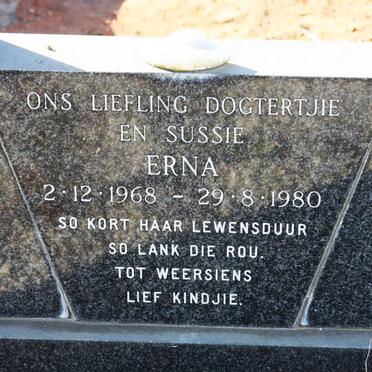 ONS LIEFLING DOGTERTJIE
EN SUSSIE
ERNA
2·12·1968 - 29·8·1980
SO KORT HAAR LEWENSDUUR
SO LANK DIE ROU.
TOT WEERSIENS
LIEF KINDJIE.